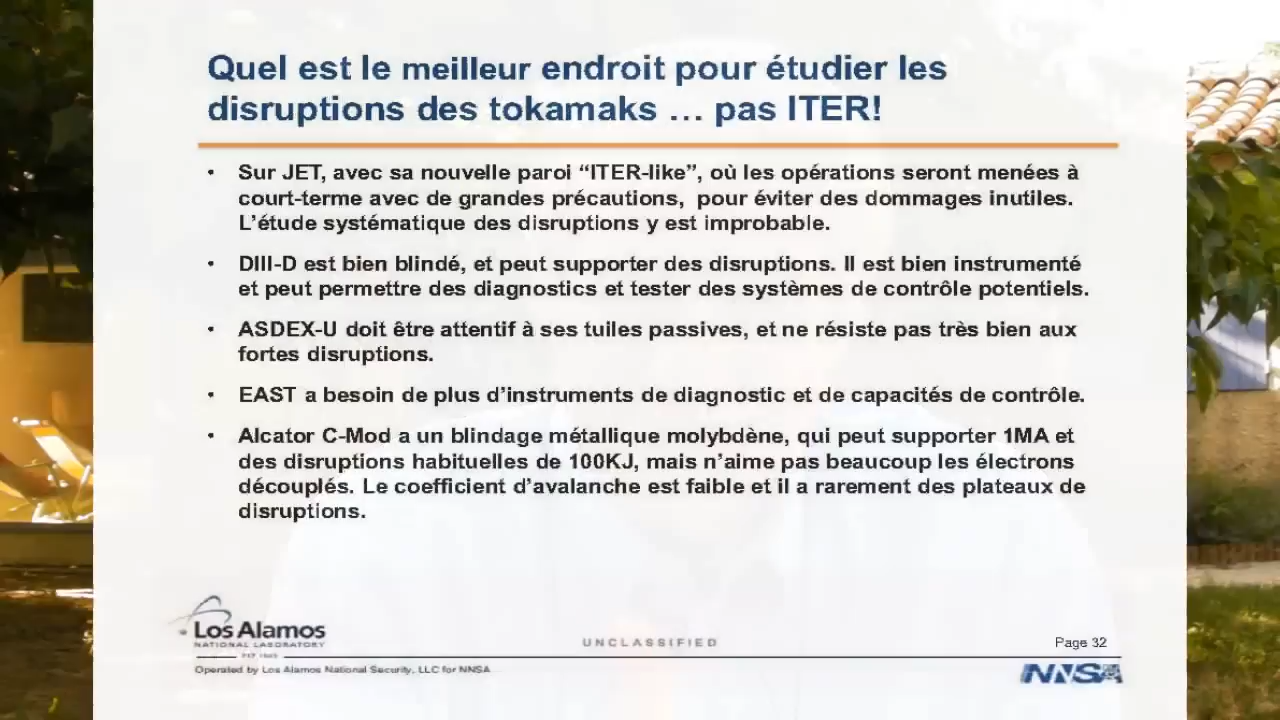 Quel est le meilleur endroit pour étudier les
disruptions des tokamaks … pas ITER!
• Sur JET, avec sa nouvelle paroi “ITER-like”, où les opérations seront menées à
court-terme avec de grandes précautions, pour éviter des dommages inutiles.
L’étude systématique des disruptions y est improbable.
• DIII-D est bien blindé, et peut supporter des disruptions. Il est bien instrumenté
et peut permettre des diagnostics et tester des systèmes de contrôle potentiels.
• ASDEX-U doit être attentif à ses tuiles passives, et ne résiste pas très bien aux
fortes disruptions.
• EAST a besoin de plus d’instruments de diagnostic et de capacités de contrôle.
• Alcator C-Mod a un blindage métallique molybdène, qui peut supporter 1MA et
des disruptions habituelles de 100KJ, mais n’aime pas beaucoup les électrons
découplés. Le coefficient d’avalanche est faible et il a rarement des plateaux de
disruptions.
Los Alamos
NATIONAL LABORATORY
EST. 1943
UNCLASSIFIED
Page 32
Operated by Los Alamos National Security, LLC for NNSA
NNSA